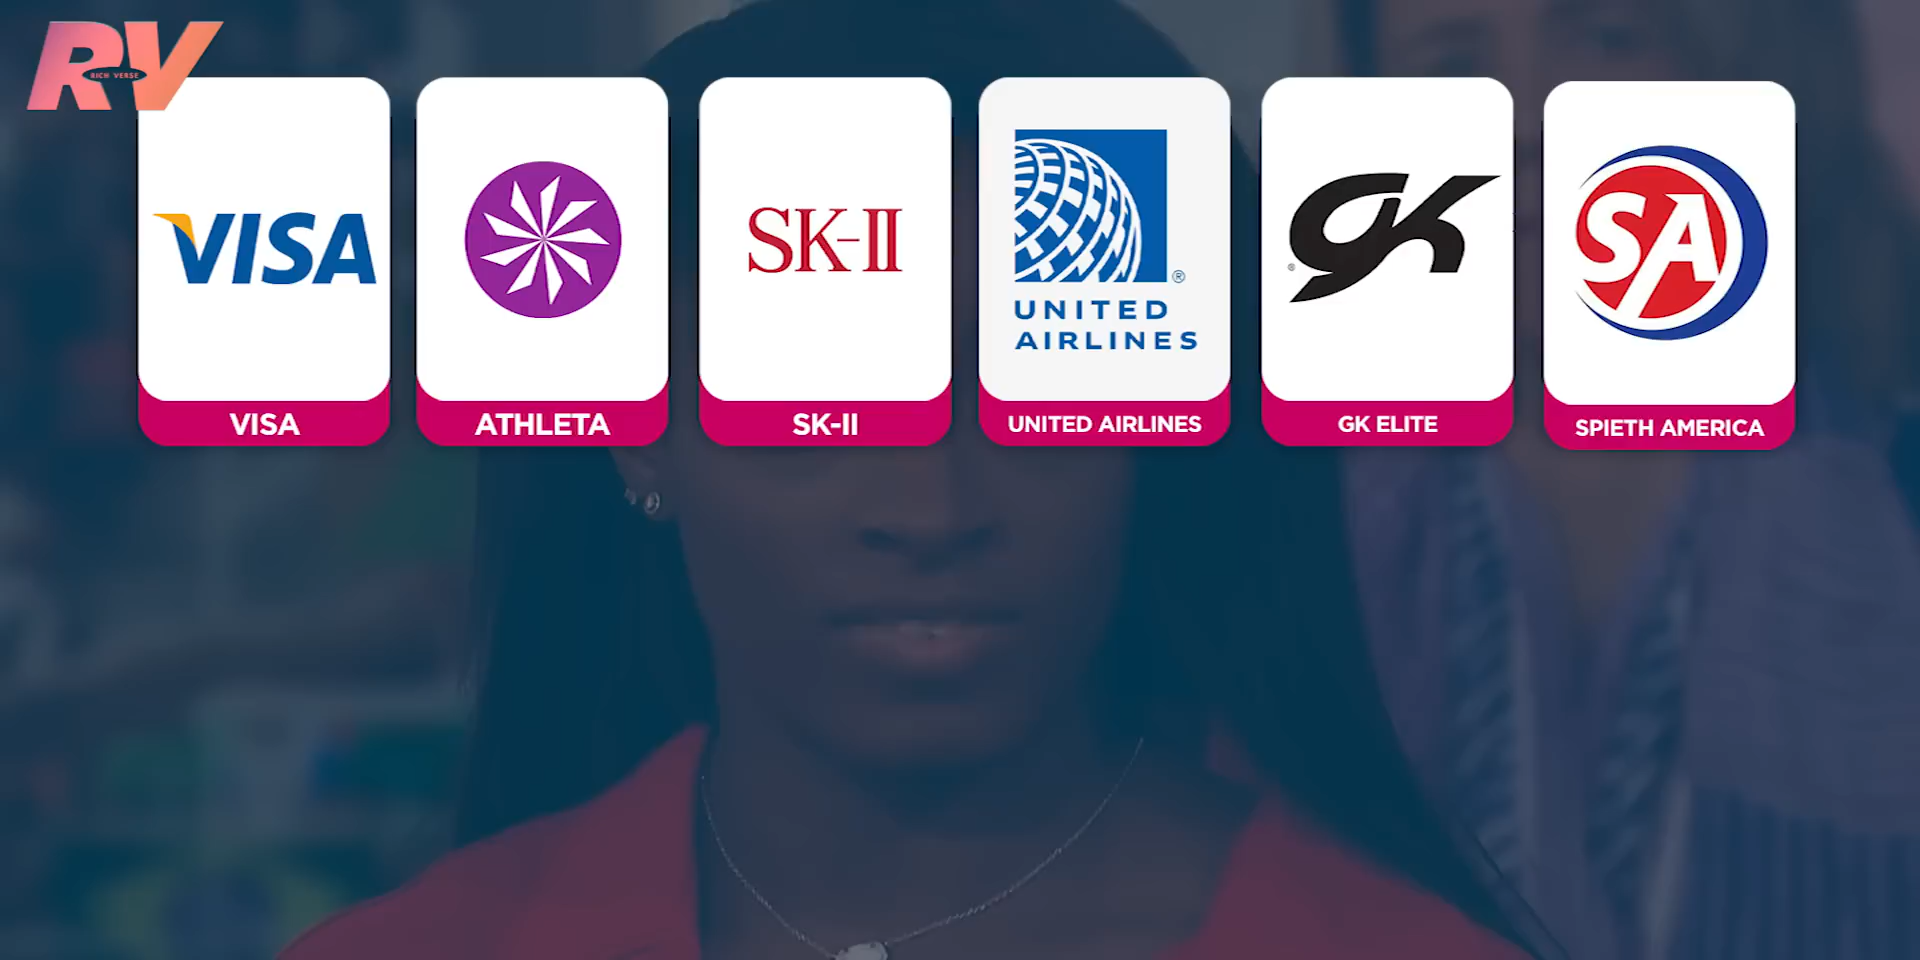 RV
RICH VERSE
VISA
SK-II
UNITED
AIRLINES
GK
SA
VISA
ATHLETA
SK-II
UNITED AIRLINES
GK ELITE
SPIETH AMERICA